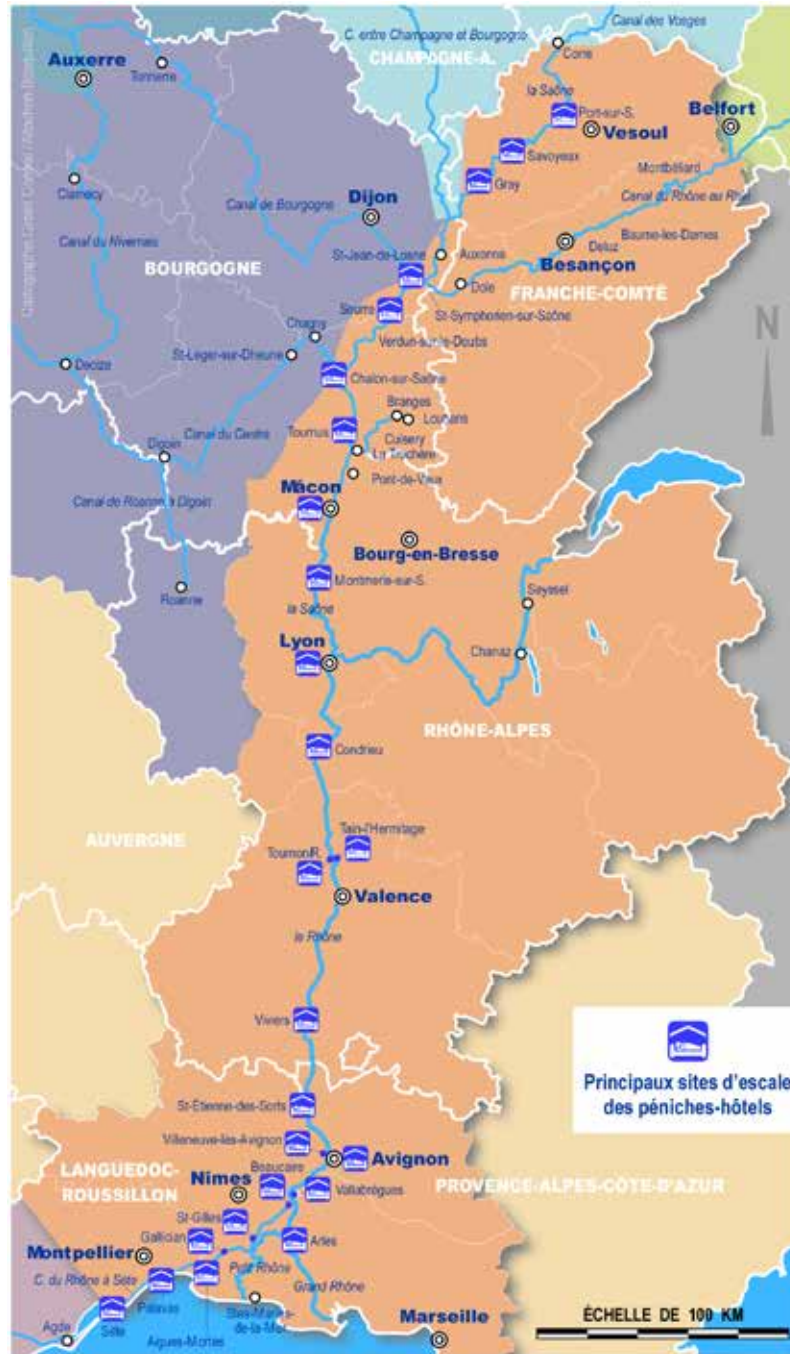 C. entre Champagne et Bourgogne
Canal des Vosges
Auxerre
Tonnerre
CHAMPAGNE-A.
Corre
la Saône
Port-sur-S.
Belfort
Vesoul
Savoyeux
Clamecy
Gray
Montbéliard
Canal du Rhône au Rhin
Canal de Bourgogne
Dijon
Canal du Nivernais
St-Jean-de-Losne
Auxonne
Baume-les-Dames
Deluz
Besançon
BOURGOGNE
Dole
FRANCHE-COMTÉ
Seurre
St-Symphorien-sur-Saône
N
Chagny
Verdun-sur-le-Doubs
St-Léger-sur-Dheune
Decize
Chalon-sur-Saône
Branges
Louhans
Tournus
Cuisery
Canal du Centre
La Truchère
Digoin
Pont-de-Vaux
Canal de Roanne à Digoin
Mâcon
Bourg-en-Bresse
Montmerle-sur-S.
Roanne
Seyssel
la Saône
Lyon
Chanaz
RHÔNE-ALPES
Condrieu
AUVERGNE
Tain-l'Hermitage
Tournon/R.
Valence
le Rhône
Viviers
Principaux sites d'escale
des péniches-hôtels
St-Étienne-des-Sorts
Villeneuve-lès-Avignon
Avignon
LANGUEDOC-
ROUSSILLON
Beaucaire
Nîmes
Vallabrègues
PROVENCE-ALPES-CÔTE-D'AZUR
St-Gilles
Gallician
Arles
Montpellier
Petit Rhône
C. du Rhône à Sète
Grand Rhône
Palavas
Stes-Maries-
de-la-Mer
Sète
Agde
Aigues-Mortes
Marseille
ÉCHELLE DE 100 KM